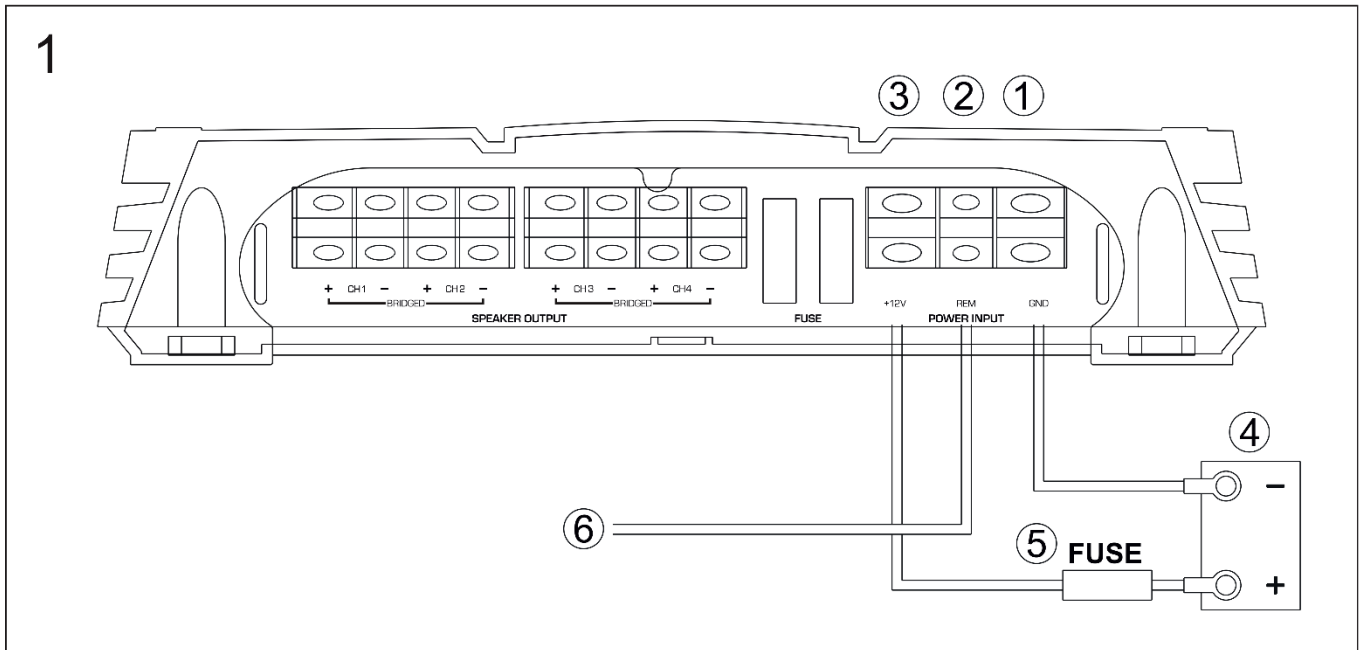 1
③ ② ①
+ CH1 − + CH2 − + CH3 − + CH4 −
BRIDGED BRIDGED
+12V REM GND
SPEAKER OUTPUT FUSE POWER INPUT
④
−
⑥
⑤ FUSE
+